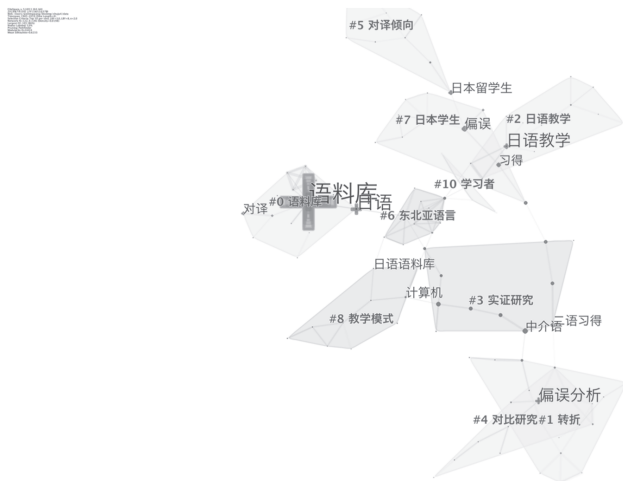 #5 对译倾向
日本留学生
#7 日本学生
偏误
#2 日语教学
日语教学
习得
#10 学习者
语料库
#0 语料库
日语
对译
#6 东北亚语言
日语语料库
计算机
#3 实证研究
#8 教学模式
中介语
二语习得
偏误分析
#4 对比研究
#1 转折